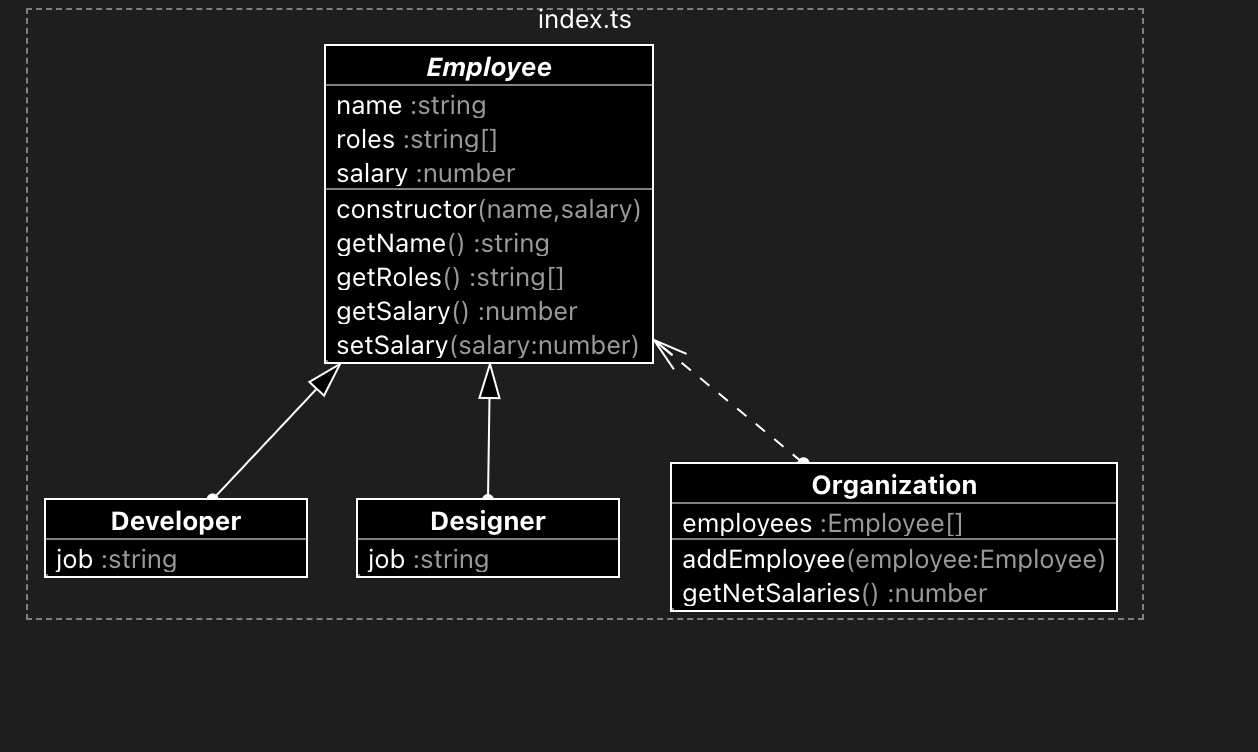 index.ts
Employee
name :string
roles :string[]
salary :number
constructor(name,salary)
getName() :string
getRoles() :string[]
getSalary() :number
setSalary(salary:number)
Developer
job :string
Designer
job :string
Organization
employees :Employee[]
addEmployee(employee:Employee)
getNetSalaries() :number